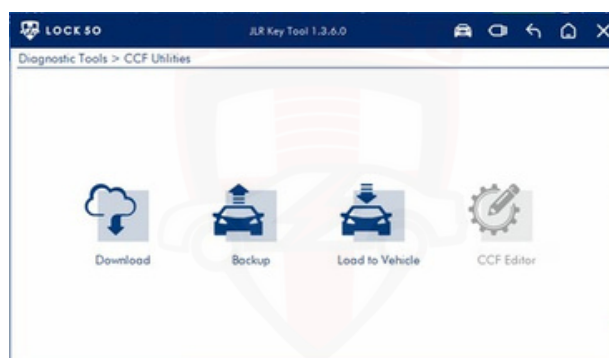 LOCK 50
JLR Key Tool 1.3.6.0
Diagnostic Tools > CCF Utilities
Download
Backup
Load to Vehicle
CCF Editor